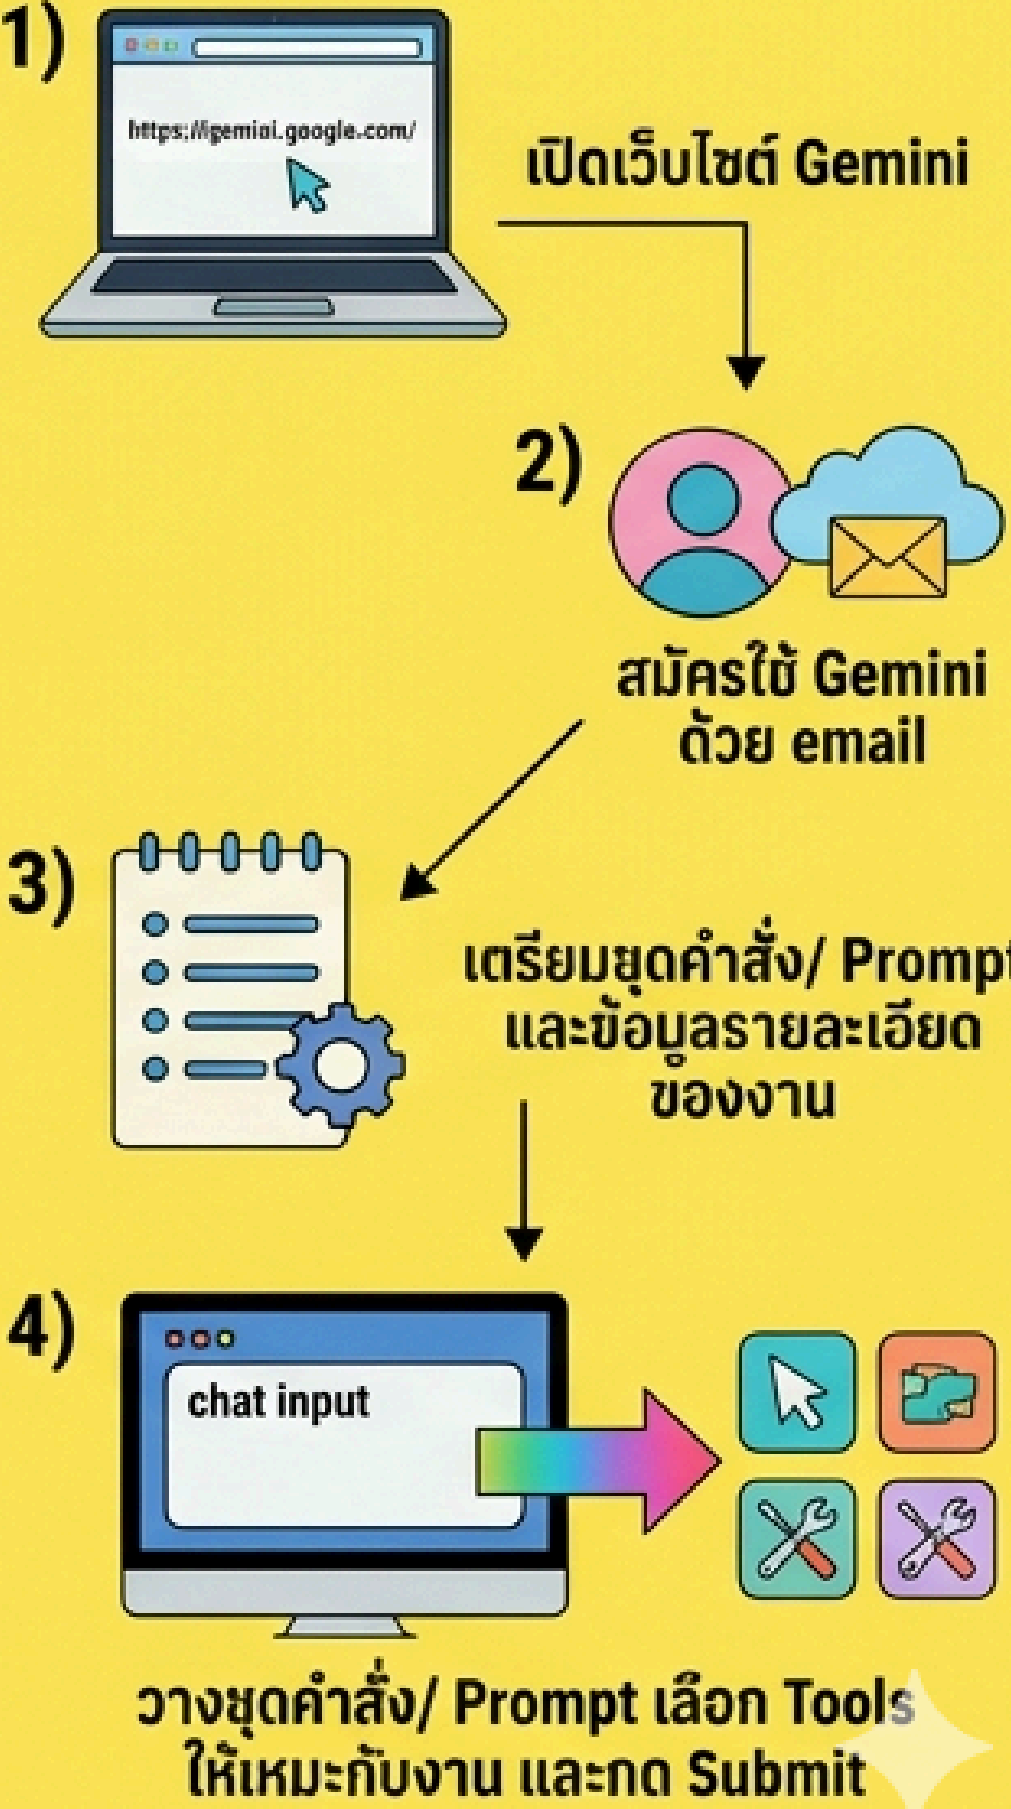 1)
https://igemiai.google.com/
เปิดเว็บไซต์ Gemini
2)
สมัครใช้ Gemini
ด้วย email
3)
เตรียมชุดคำสั่ง/ Prompt
และข้อมูลรายละเอียด
ของงาน
4)
chat input
วางชุดคำสั่ง/ Prompt เลือก Tools
ให้เหมะกับงาน และกด Submit